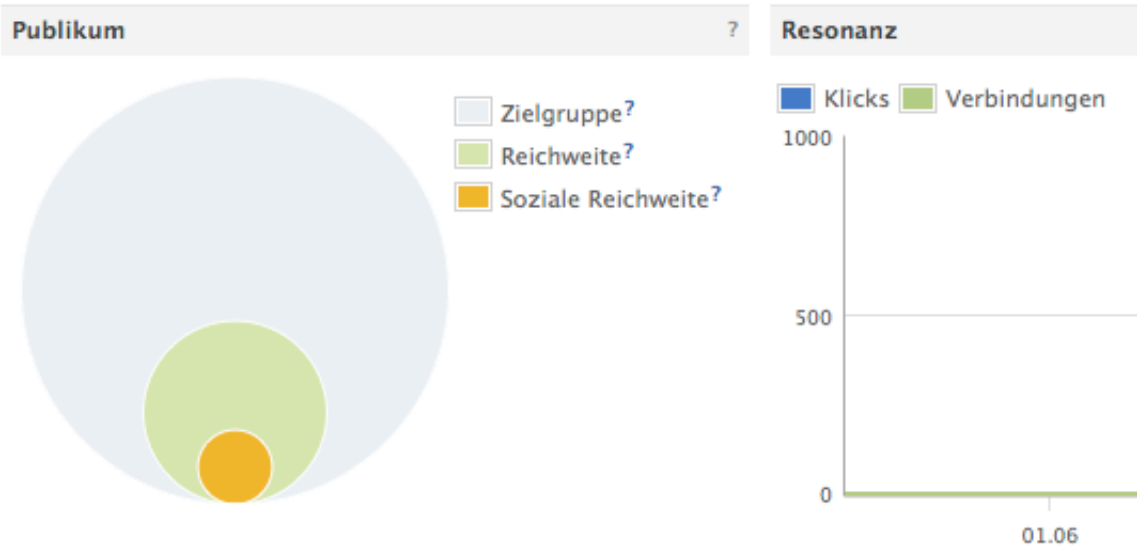 Publikum ?
Zielgruppe?
Reichweite?
Soziale Reichweite?
Resonanz
Klicks Verbindungen
1000
500
0
01.06